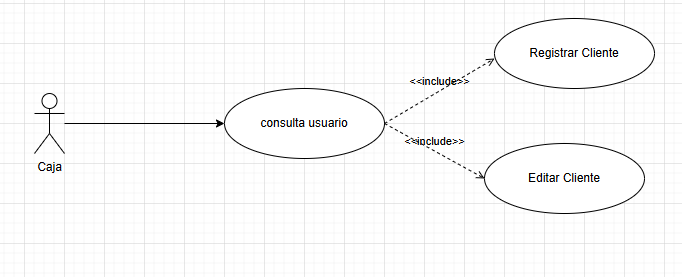 Registrar Cliente
<<include>>
consulta usuario
<<include>>
Caja
Editar Cliente